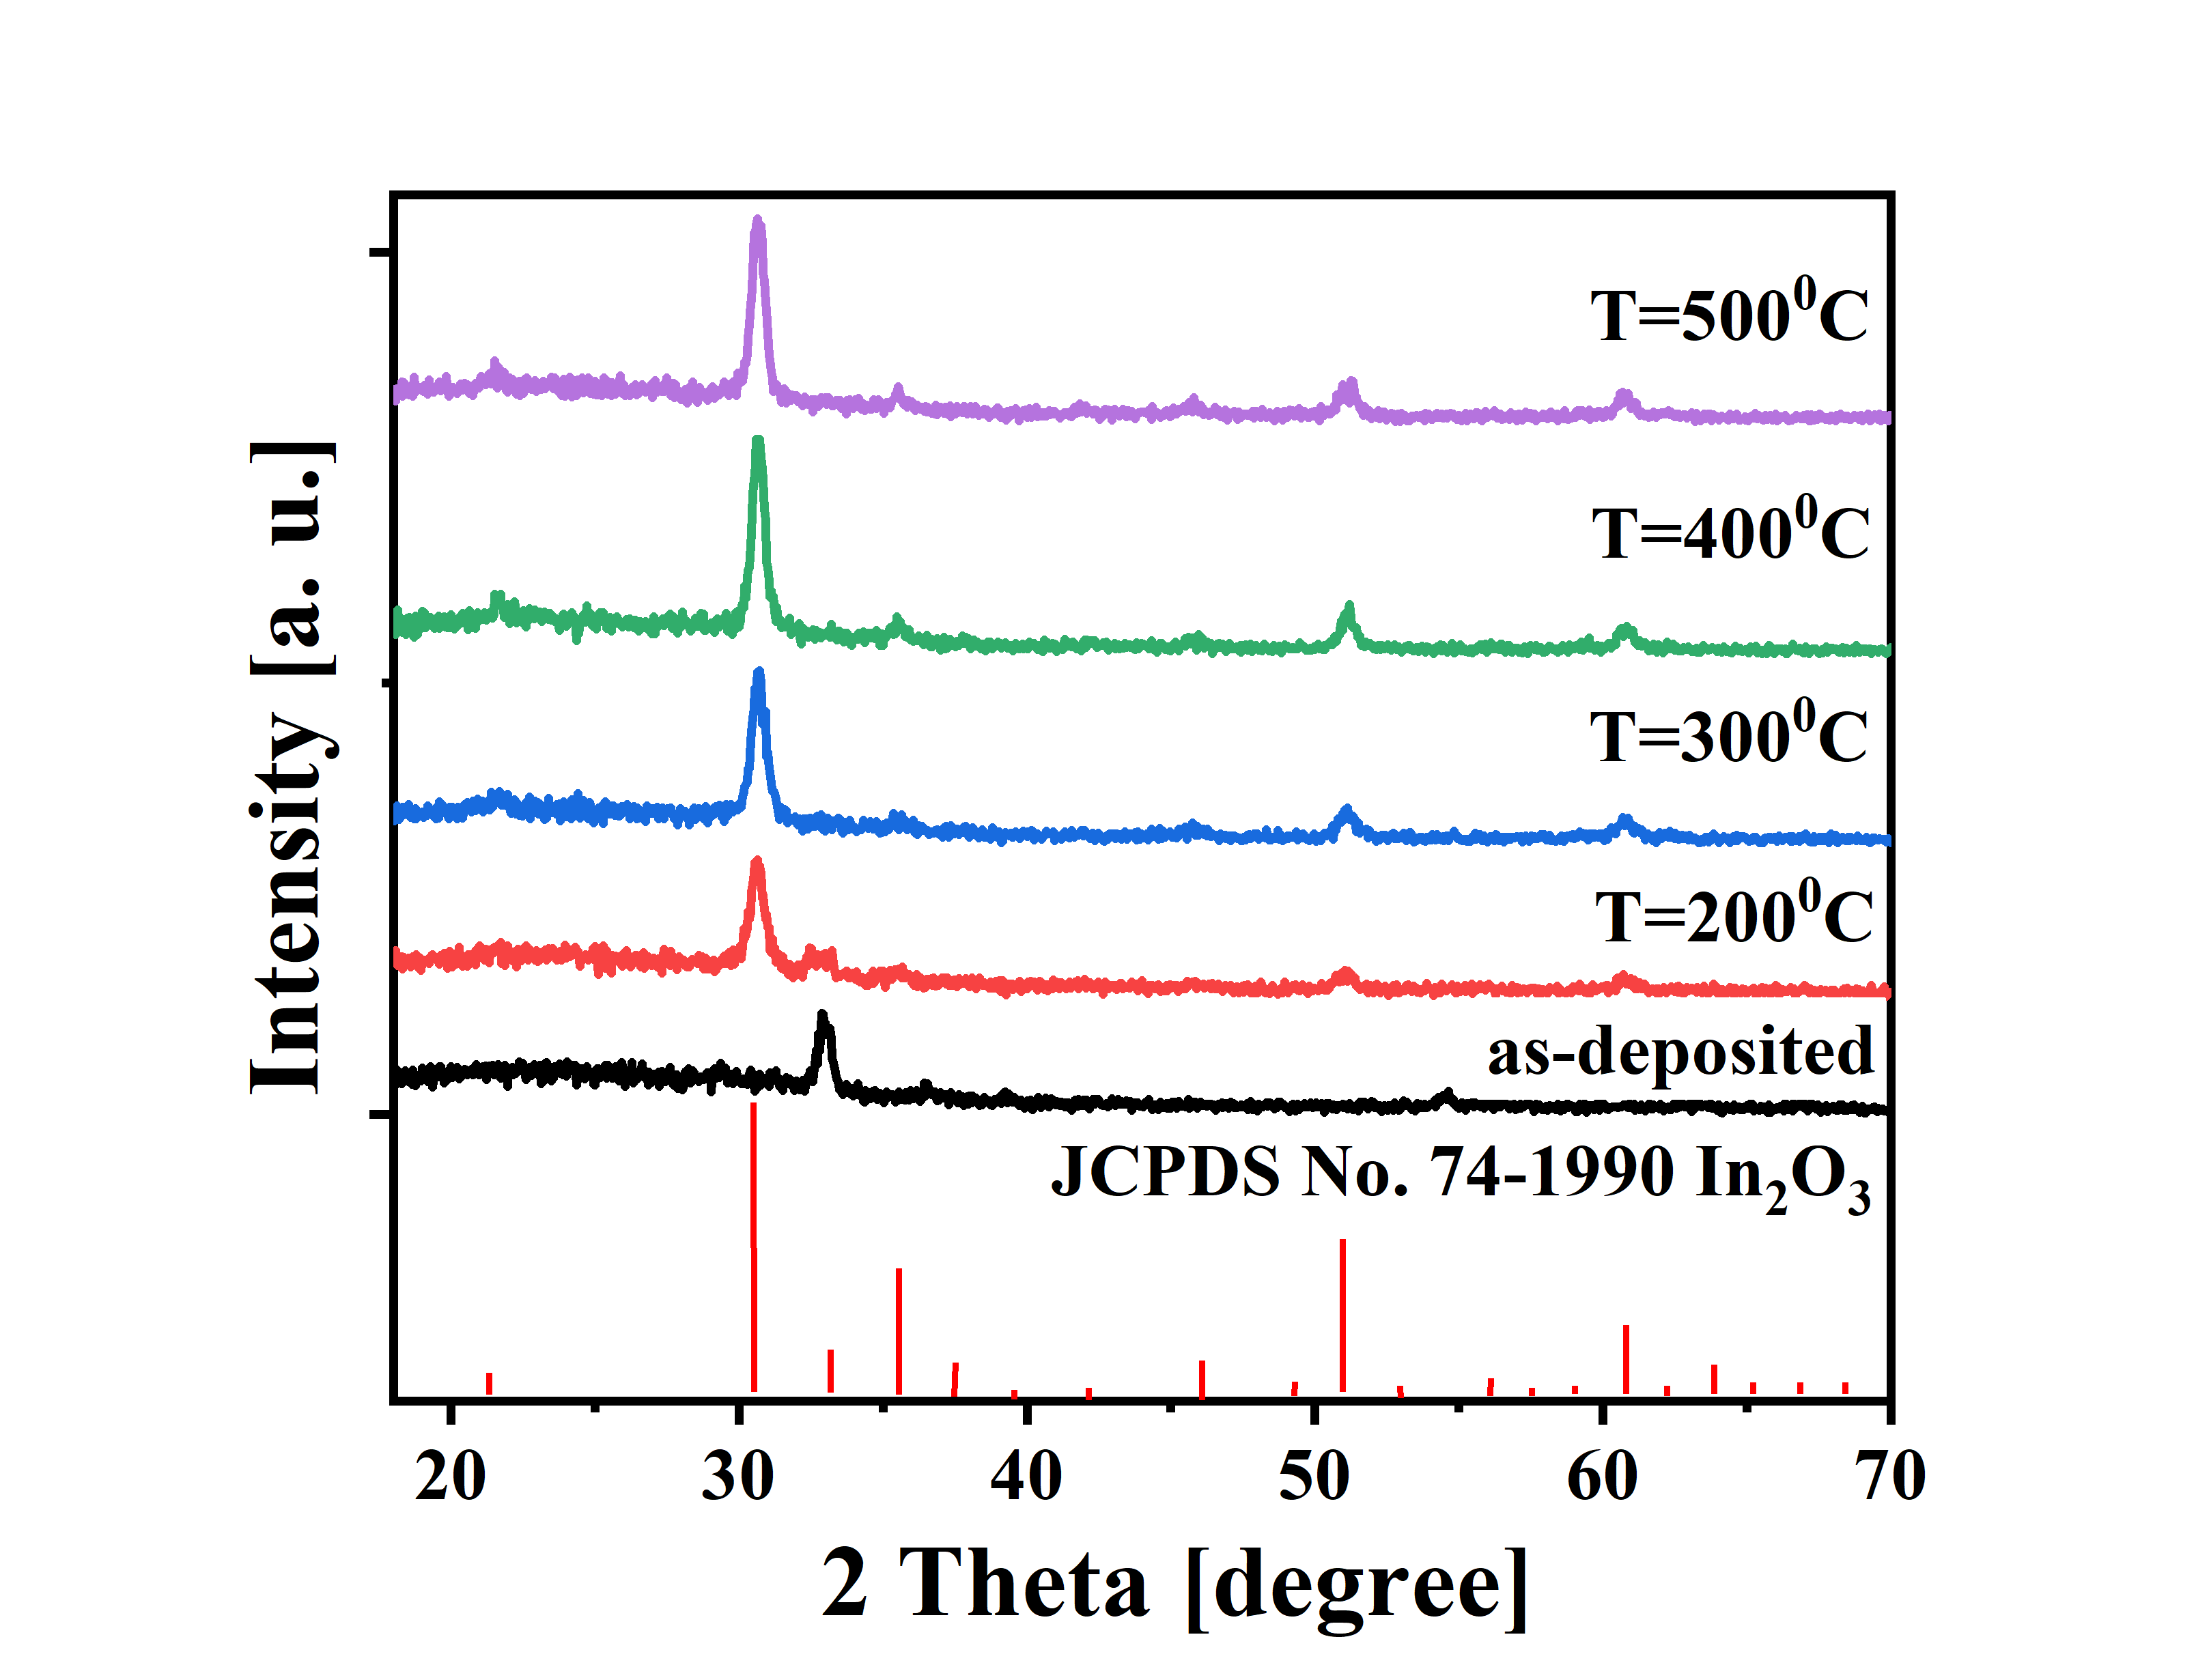 T=500⁰C
T=400⁰C
T=300⁰C
T=200⁰C
as-deposited
JCPDS No. 74-1990 In₂O₃
Intensity [a. u.]
20 30 40 50 60 70
2 Theta [degree]